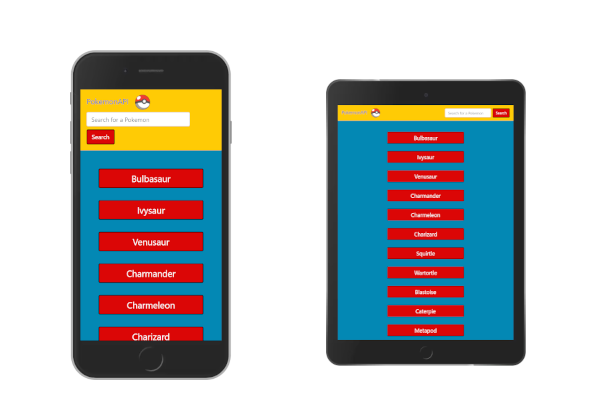 PokemonAPI
Search for a Pokemon
Search
Bulbasaur
Ivysaur
Venusaur
Charmander
Charmeleon
Charizard
PokemonAPI
Search for a Pokemon
Search
Bulbasaur
Ivysaur
Venusaur
Charmander
Charmeleon
Charizard
Squirtle
Wartortle
Blastoise
Caterpie
Metapod